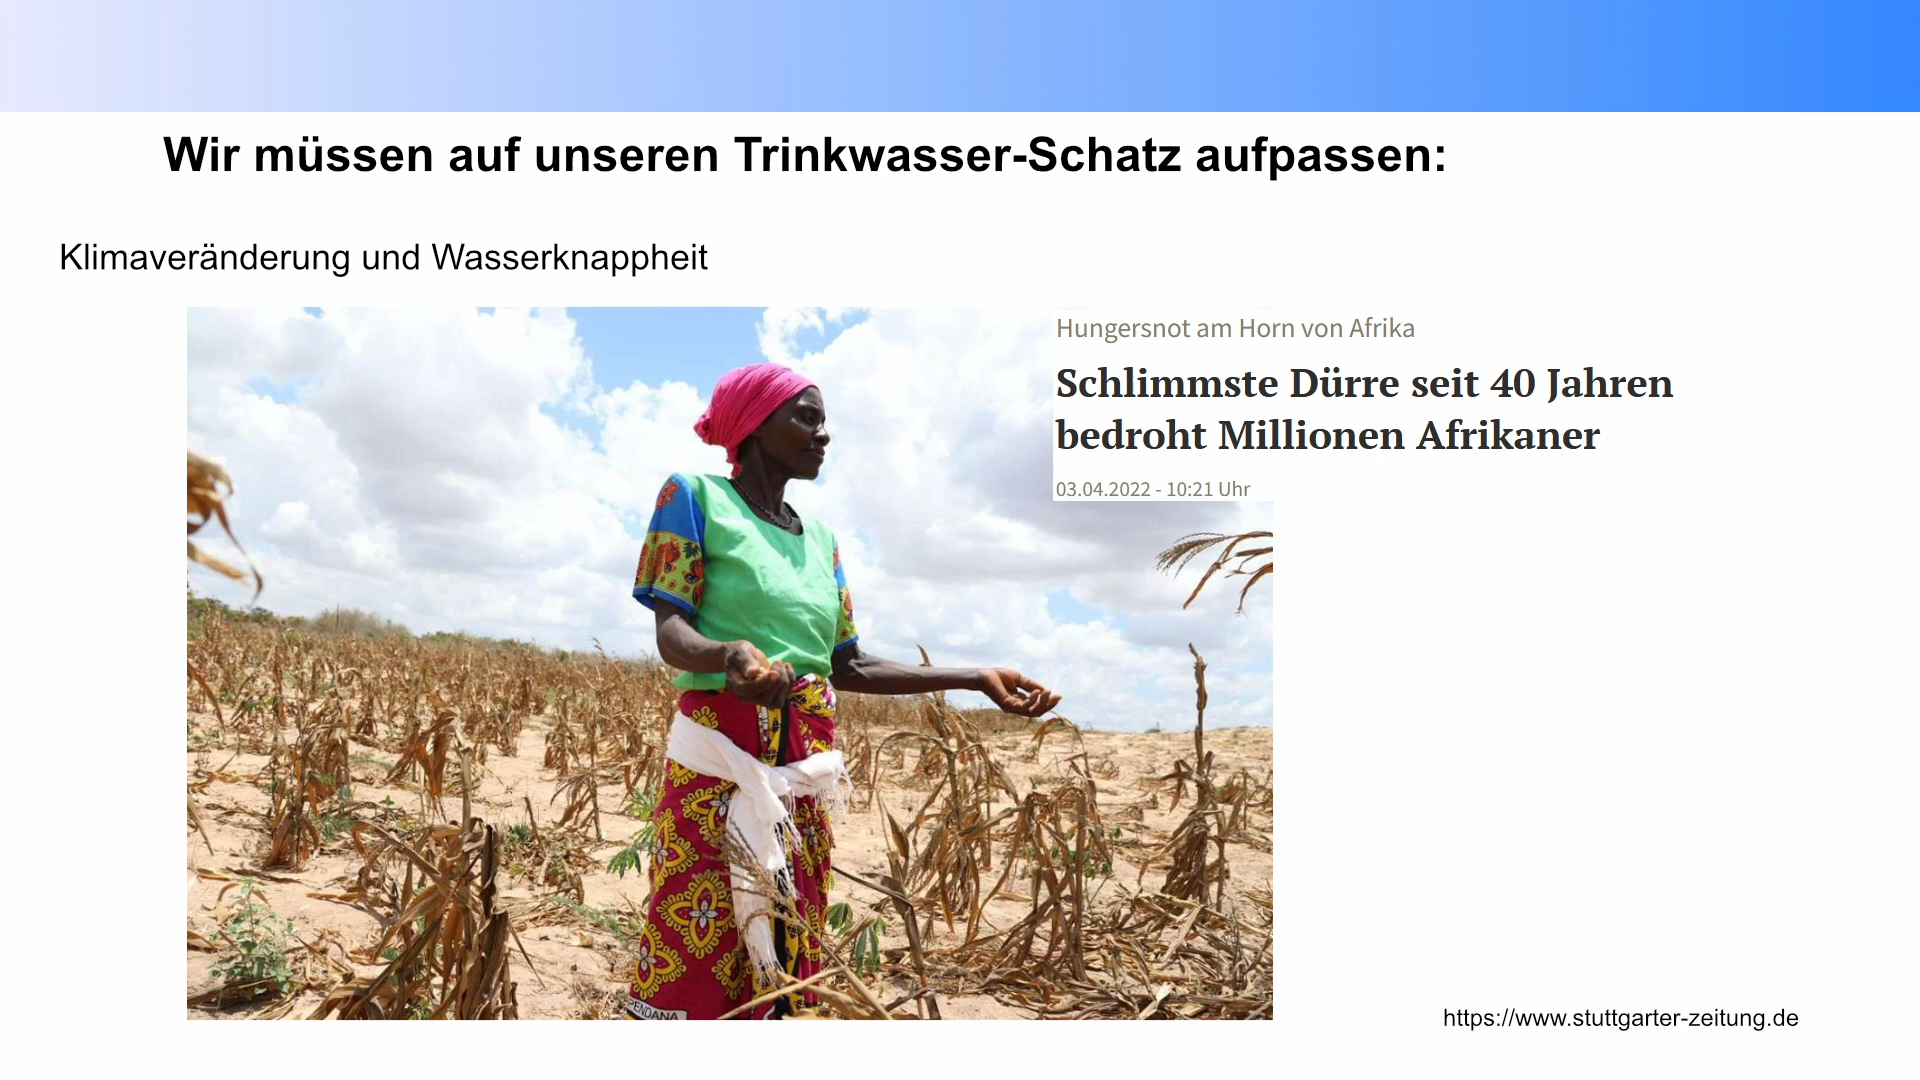 Wir müssen auf unseren Trinkwasser-Schatz aufpassen:
Klimaveränderung und Wasserknappheit
Hungersnot am Horn von Afrika
Schlimmste Dürre seit 40 Jahren
bedroht Millionen Afrikaner
03.04.2022 - 10:21 Uhr
PENDANA
https://www.stuttgarter-zeitung.de